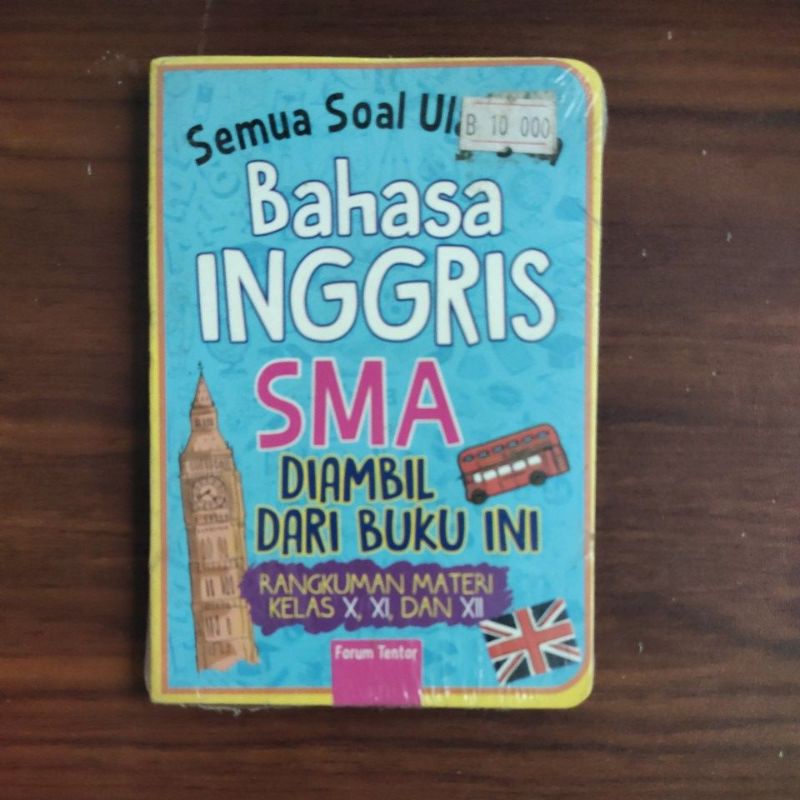 Semua Soal
B 10 000
Bahasa
INGGRIS
SMA
DIAMBIL
DARI BUKU INI
RANGKUMAN MATERI
KELAS X, XI, DAN XII
Forum Tentor